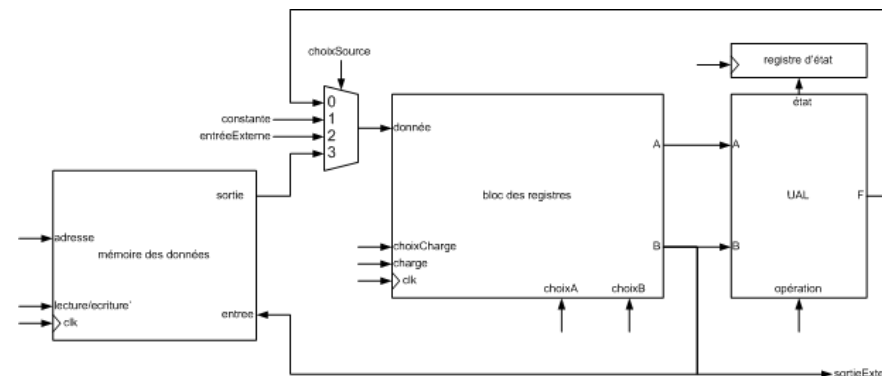 choixSource
0
constante
1
entréeExterne
2
3
donnée
registre d'état
état
A
A
sortie
bloc des registres
UAL
F
adresse
mémoire des données
choixCharge
B
B
charge
clk
choixA
choixB
opération
lecture/ecriture'
clk
entree
sortieExte